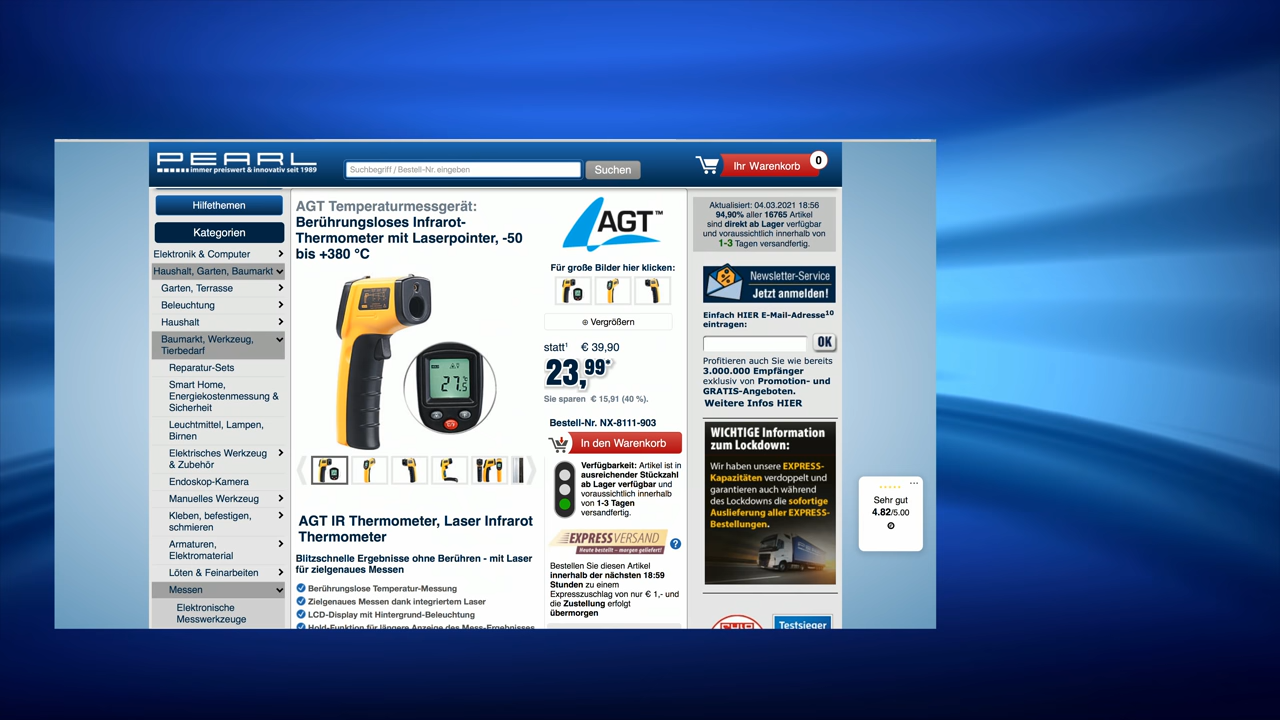 PEARL
immer preiswert & innovativ seit 1989
Suchbegriff / Bestell-Nr. eingeben
Suchen
Ihr Warenkorb
0
Hilfethemen
Kategorien
Elektronik & Computer
Haushalt, Garten, Baumarkt
Garten, Terrasse
Beleuchtung
Haushalt
Baumarkt, Werkzeug,
Tierbedarf
Reparatur-Sets
Smart Home,
Energiekostenmessung &
Sicherheit
Leuchtmittel, Lampen,
Birnen
Elektrisches Werkzeug
& Zubehör
Endoskop-Kamera
Manuelles Werkzeug
Kleben, befestigen,
schmieren
Armaturen,
Elektromaterial
Löten & Feinarbeiten
Messen
Elektronische
Messwerkzeuge
AGT Temperaturmessgerät:
Berührungsloses Infrarot-
Thermometer mit Laserpointer, -50
bis +380 °C
27.5
AGT IR Thermometer, Laser Infrarot
Thermometer
Blitzschnelle Ergebnisse ohne Berühren - mit Laser
für zielgenaues Messen
Berührungslose Temperatur-Messung
Zielgenaues Messen dank integriertem Laser
LCD-Display mit Hintergrund-Beleuchtung
Hold-Funktion für längere Anzeige des Mess-Ergebnisses
AGT™
Für große Bilder hier klicken:
Vergrößern
statt¹ € 39,90
23,99*
Sie sparen € 15,91 (40 %).
Bestell-Nr. NX-8111-903
In den Warenkorb
Verfügbarkeit: Artikel ist in
ausreichender Stückzahl
ab Lager verfügbar und
voraussichtlich innerhalb
von 1-3 Tagen
versandfertig.
EXPRESSVERSAND
Heute bestellt – morgen geliefert!
?
Bestellen Sie diesen Artikel
innerhalb der nächsten 18:59
Stunden zu einem
Expresszuschlag von nur € 1,- und
die Zustellung erfolgt
übermorgen
Aktualisiert: 04.03.2021 18:56
94,90% aller 16765 Artikel
sind direkt ab Lager verfügbar
und voraussichtlich innerhalb von
1-3 Tagen versandfertig.
%
Newsletter-Service
Jetzt anmelden!
Einfach HIER E-Mail-Adresse¹⁰
eintragen:
OK
Profitieren auch Sie wie bereits
3.000.000 Empfänger
exklusiv von Promotion- und
GRATIS-Angeboten.
Weitere Infos HIER
WICHTIGE Information
zum Lockdown:
Wir haben unsere EXPRESS-
Kapazitäten verdoppelt und
garantieren auch während
des Lockdowns die sofortige
Auslieferung aller EXPRESS-
Bestellungen.
Testsieger
Sehr gut
4.82/5.00